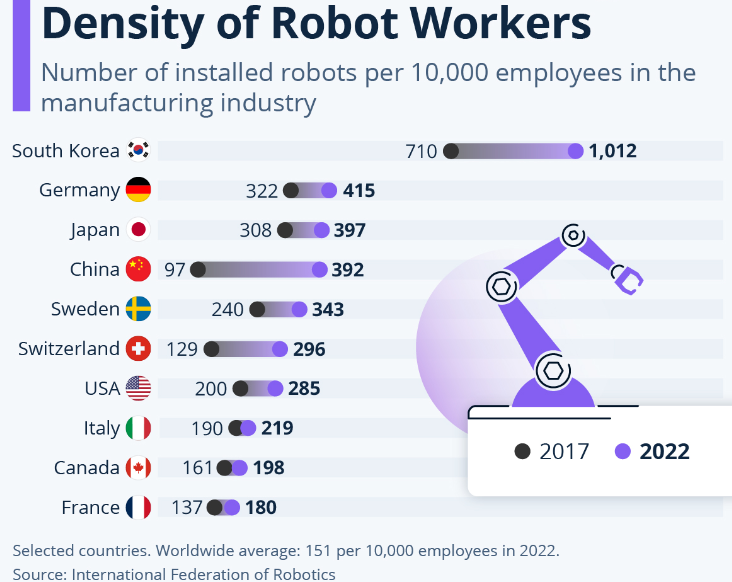 Density of Robot Workers
Number of installed robots per 10,000 employees in the
manufacturing industry
South Korea 710 1,012
Germany 322 415
Japan 308 397
China 97 392
Sweden 240 343
Switzerland 129 296
USA 200 285
Italy 190 219
Canada 161 198
France 137 180
2017 2022
Selected countries. Worldwide average: 151 per 10,000 employees in 2022.
Source: International Federation of Robotics